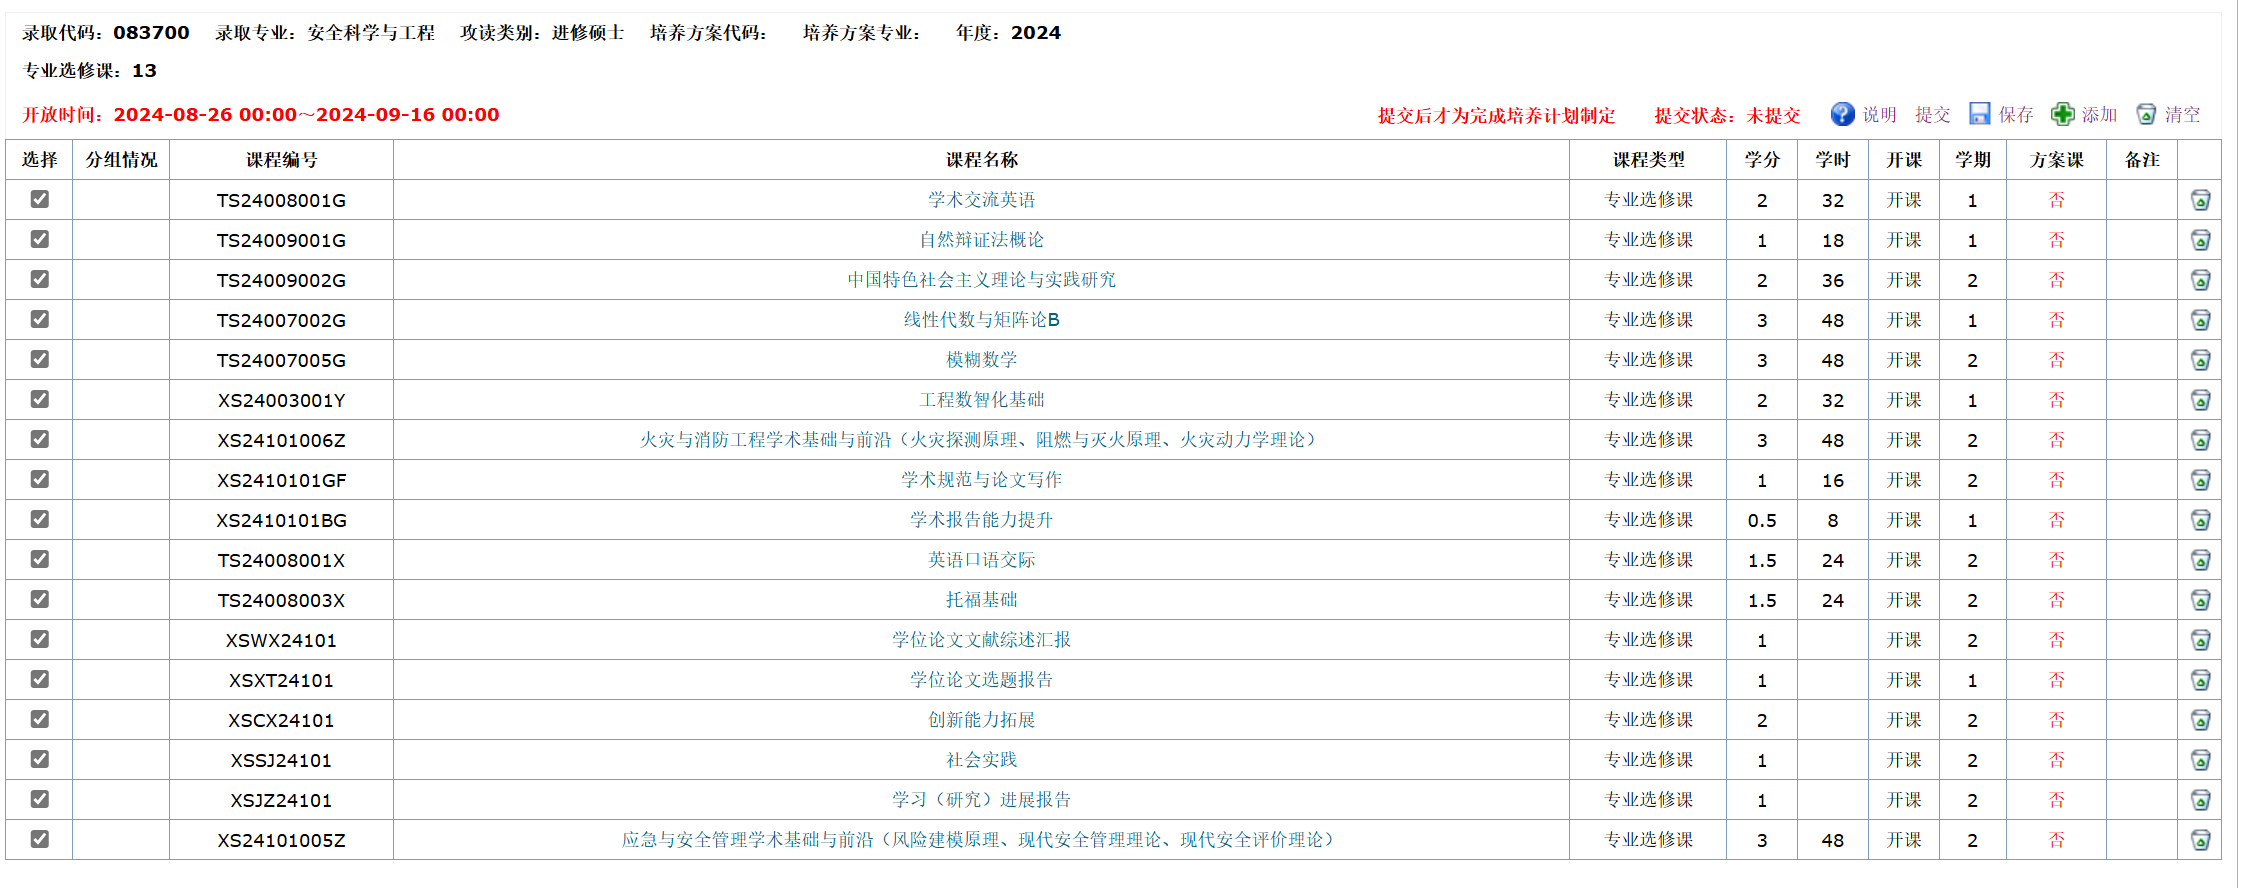 录取代码：083700 录取专业：安全科学与工程 攻读类别：进修硕士 培养方案代码： 培养方案专业： 年度：2024
专业选修课：13
开放时间：2024-08-26 00:00～2024-09-16 00:00 提交后才为完成培养计划制定 提交状态：未提交 说明 提交 保存 添加 清空
选择 分组情况 课程编号 课程名称 课程类型 学分 学时 开课 学期 方案课 备注
TS24008001G 学术交流英语 专业选修课 2 32 开课 1 否
TS24009001G 自然辩证法概论 专业选修课 1 18 开课 1 否
TS24009002G 中国特色社会主义理论与实践研究 专业选修课 2 36 开课 2 否
TS24007002G 线性代数与矩阵论B 专业选修课 3 48 开课 1 否
TS24007005G 模糊数学 专业选修课 3 48 开课 2 否
XS24003001Y 工程数智化基础 专业选修课 2 32 开课 1 否
XS24101006Z 火灾与消防工程学术基础与前沿（火灾探测原理、阻燃与灭火原理、火灾动力学理论） 专业选修课 3 48 开课 2 否
XS2410101GF 学术规范与论文写作 专业选修课 1 16 开课 2 否
XS2410101BG 学术报告能力提升 专业选修课 0.5 8 开课 1 否
TS24008001X 英语口语交际 专业选修课 1.5 24 开课 2 否
TS24008003X 托福基础 专业选修课 1.5 24 开课 2 否
XSWX24101 学位论文文献综述汇报 专业选修课 1 开课 2 否
XSXT24101 学位论文选题报告 专业选修课 1 开课 1 否
XSCX24101 创新能力拓展 专业选修课 2 开课 2 否
XSSJ24101 社会实践 专业选修课 1 开课 2 否
XSJZ24101 学习（研究）进展报告 专业选修课 1 开课 2 否
XS24101005Z 应急与安全管理学术基础与前沿（风险建模原理、现代安全管理理论、现代安全评价理论） 专业选修课 3 48 开课 2 否